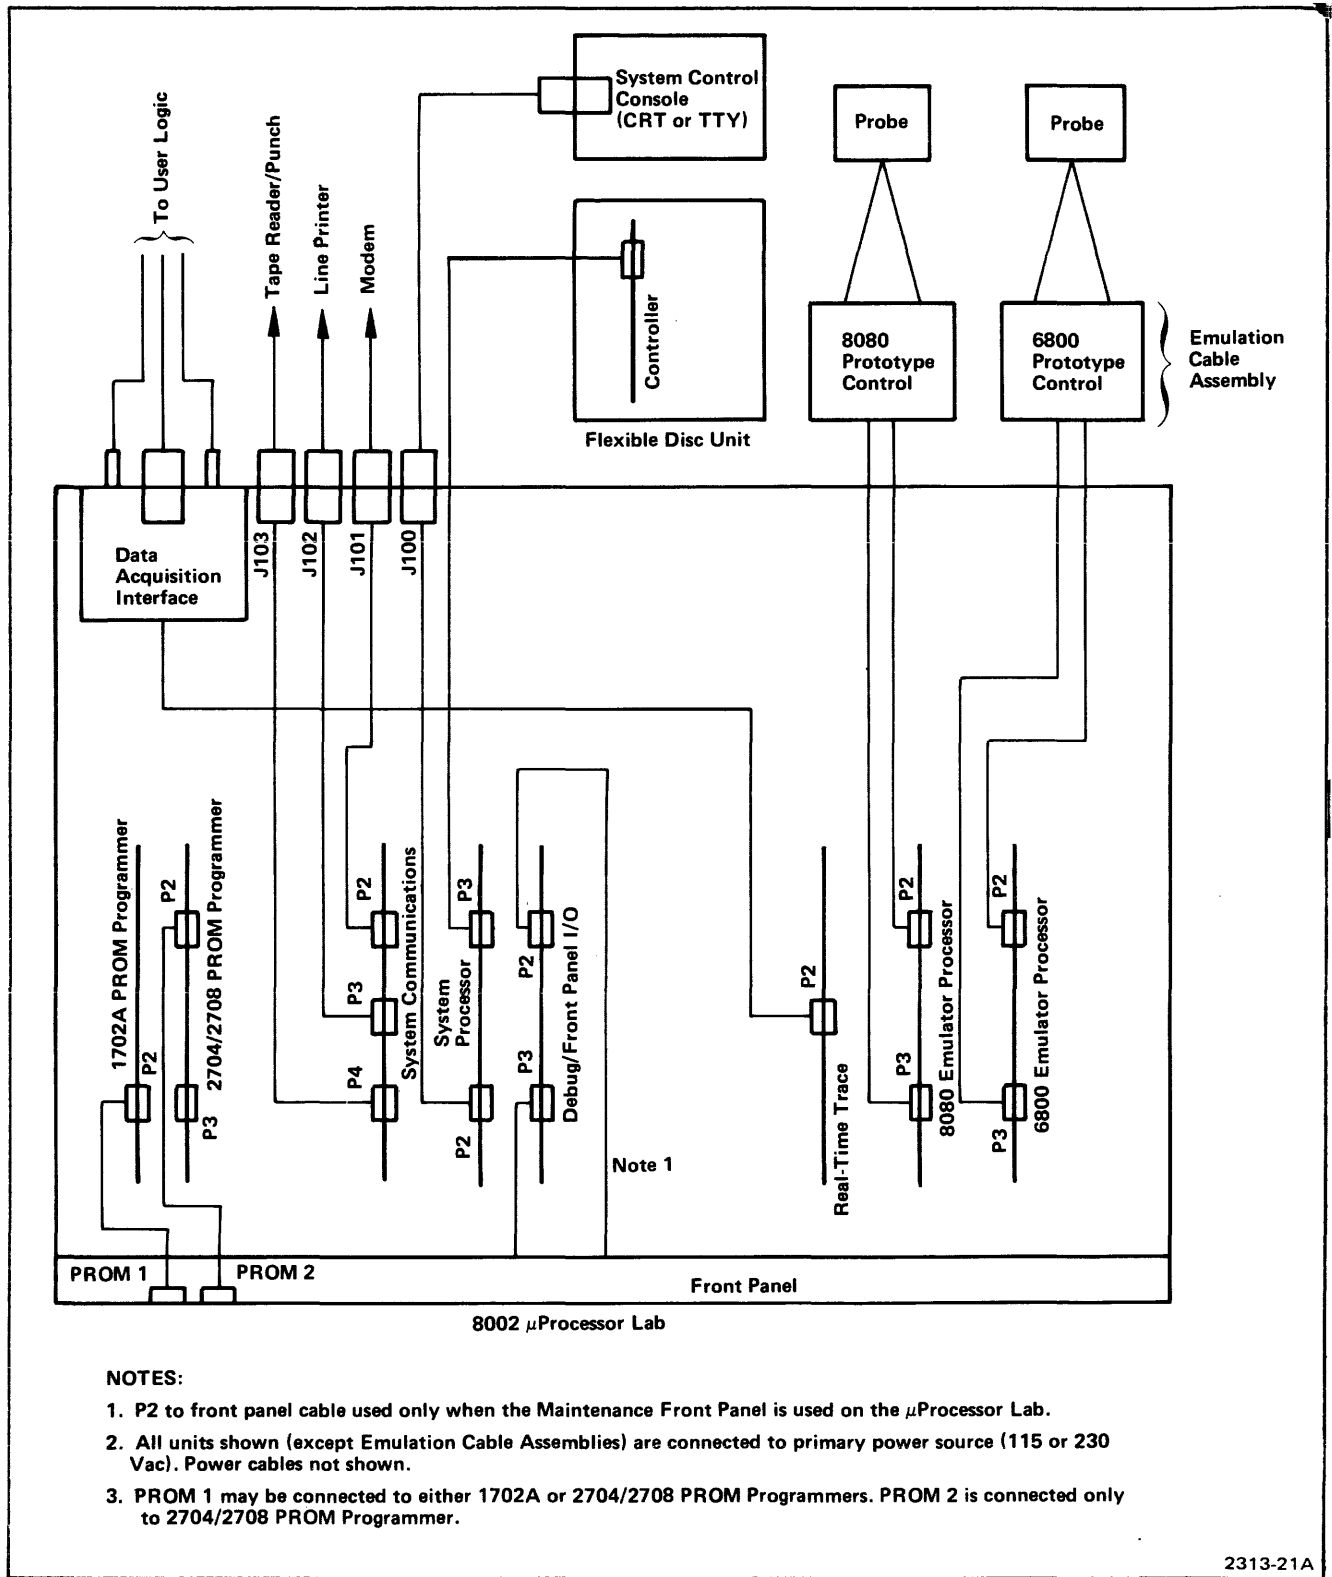 System Control
Console
(CRT or TTY)
Probe
Probe
To User Logic
Tape Reader/Punch
Line Printer
Modem
Controller
8080
Prototype
Control
6800
Prototype
Control
Emulation
Cable
Assembly
Flexible Disc Unit
Data
Acquisition
Interface
J103
J102
J101
J100
1702A PROM Programmer
P2
P2
2704/2708 PROM Programmer
P3
P2
P3
P4
System Communications
P3
System
Processor
P2
P2
P3
Debug/Front Panel I/O
Note 1
P2
Real-Time Trace
P2
P3
8080 Emulator Processor
P2
P3
6800 Emulator Processor
PROM 1
PROM 2
Front Panel
8002 μProcessor Lab
NOTES:
1. P2 to front panel cable used only when the Maintenance Front Panel is used on the μProcessor Lab.
2. All units shown (except Emulation Cable Assemblies) are connected to primary power source (115 or 230
Vac). Power cables not shown.
3. PROM 1 may be connected to either 1702A or 2704/2708 PROM Programmers. PROM 2 is connected only
to 2704/2708 PROM Programmer.
2313-21A